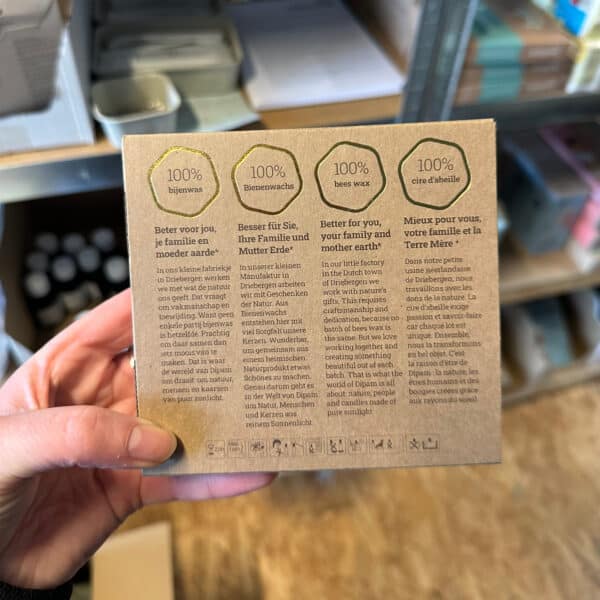 100%
bijenwas
Beter voor jou,
je familie en
moeder aarde*
In ons kleine fabriekje
in Driebergen werken
we met wat de natuur
ons geeft. Dat vraagt
om vakmanschap en
toewijding. Want geen
enkele partij bijenwas
is hetzelfde. Prachtig
om daar samen dan
iets moois van te
maken. Dat is waar
de wereld van Dipam
om draait: om natuur,
mensen en kaarsen
van puur zonlicht.
100%
Bienenwachs
Besser für Sie,
Ihre Familie und
Mutter Erde*
In unserer kleinen
Manufaktur in
Driebergen arbeiten
wir mit Geschenken
der Natur. Aus
Bienenwachs
entstehen hier mit
viel Sorgfalt unsere
Kerzen. Wunderbar,
um gemeinsam aus
einem heimischen
Naturprodukt etwas
Schönes zu machen.
Genau darum geht es
in der Welt von Dipam
um Natur, Menschen
und Kerzen aus
reinem Sonnenlicht.
100%
bees wax
Better for you,
your family and
mother earth*
In our little factory
in the Dutch town
of Driebergen we
work with nature's
gifts. This requires
craftsmanship and
dedication, because no
batch of bees wax is
the same. But we love
working together and
creating something
beautiful out of each
batch. That is what the
world of Dipam is all
about: nature, people
and candles made of
pure sunlight.
100%
cire d'abeille
Mieux pour vous,
votre famille et la
Terre Mère *
Dans notre petite
usine néerlandaise
de Driebergen, nous
travaillons avec les
dons de la nature. La
cire d'abeille exige
passion et savoir-faire
car chaque lot est
unique. Ensemble,
nous la transformons
en bel objet. C'est
la raison d'être de
Dipam : la nature, les
êtres humains et des
bougies créées grâce
aux rayons du soleil.